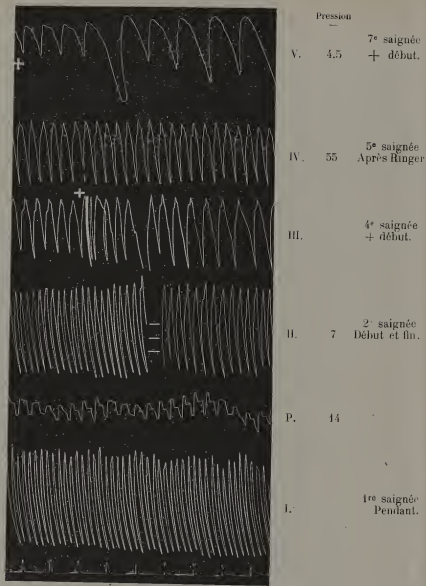 Pression
7e saignée
V. 4.5 + début.
+
5e saignée
IV. 55 Après Ringer
+
4e saignée
III. + début.
2e saignée
II. 7 Début et fin.
P. 14
1re saignée
I. Pendant.